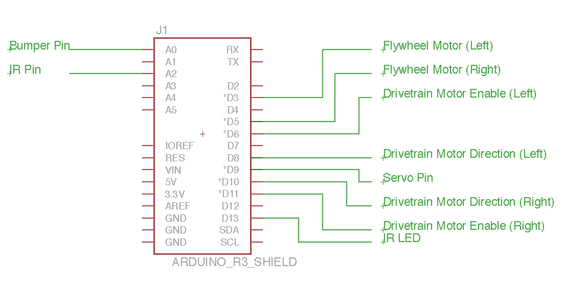 J1
Bumper Pin
IR Pin
A0
A1
A2
A3
A4
A5
IOREF
RES
VIN
5V
3.3V
AREF
GND
GND
GND
RX
TX
D2
*D3
D4
*D5
*D6
D7
D8
*D9
*D10
*D11
D12
D13
SDA
SCL
Flywheel Motor (Left)
Flywheel Motor (Right)
Drivetrain Motor Enable (Left)
Drivetrain Motor Direction (Left)
Servo Pin
Drivetrain Motor Direction (Right)
Drivetrain Motor Enable (Right)
IR LED
ARDUINO_R3_SHIELD